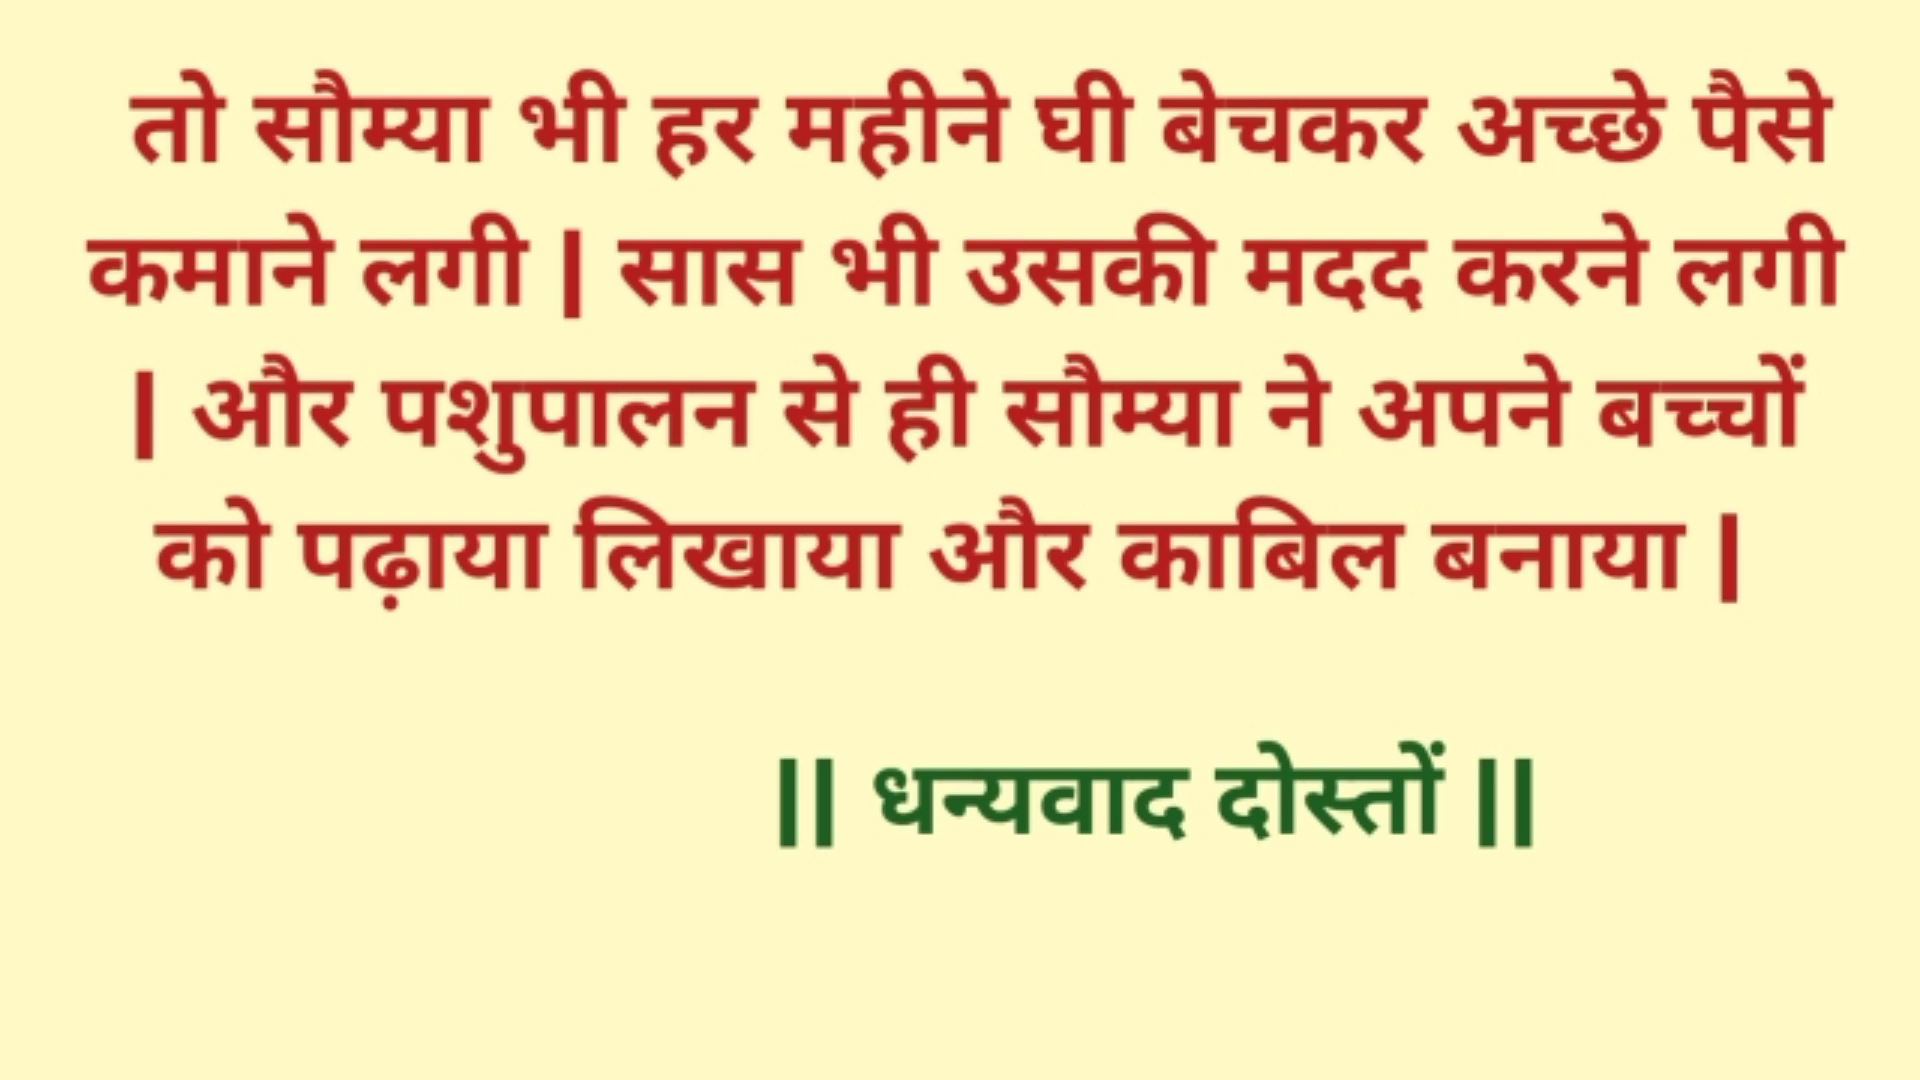 तो सौम्या भी हर महीने घी बेचकर अच्छे पैसे
कमाने लगी | सास भी उसकी मदद करने लगी
| और पशुपालन से ही सौम्या ने अपने बच्चों
को पढ़ाया लिखाया और काबिल बनाया |
|| धन्यवाद दोस्तों ||